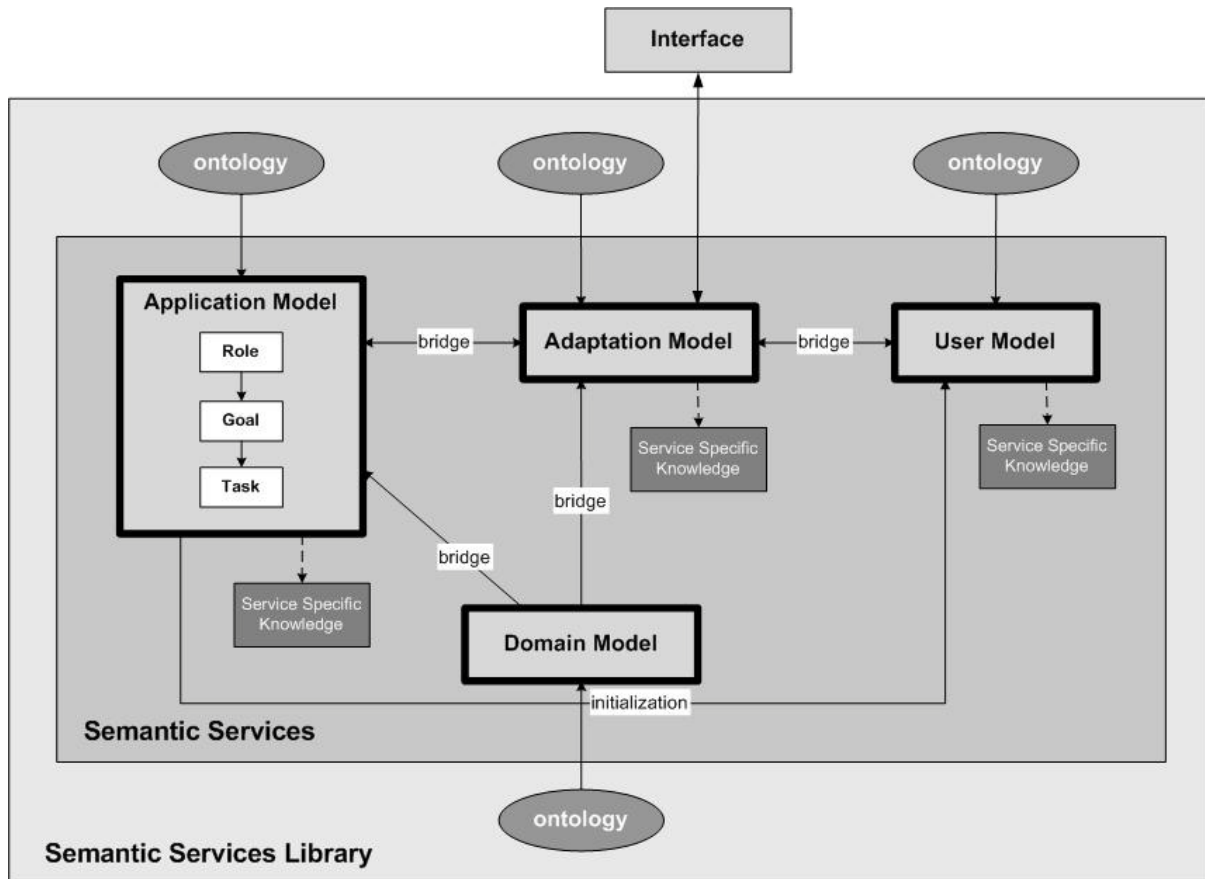 Interface
ontology
ontology
ontology
Application Model
Role
Goal
Task
bridge
Adaptation Model
bridge
User Model
Service Specific
Knowledge
Service Specific
Knowledge
bridge
bridge
Service Specific
Knowledge
Domain Model
initialization
Semantic Services
ontology
Semantic Services Library